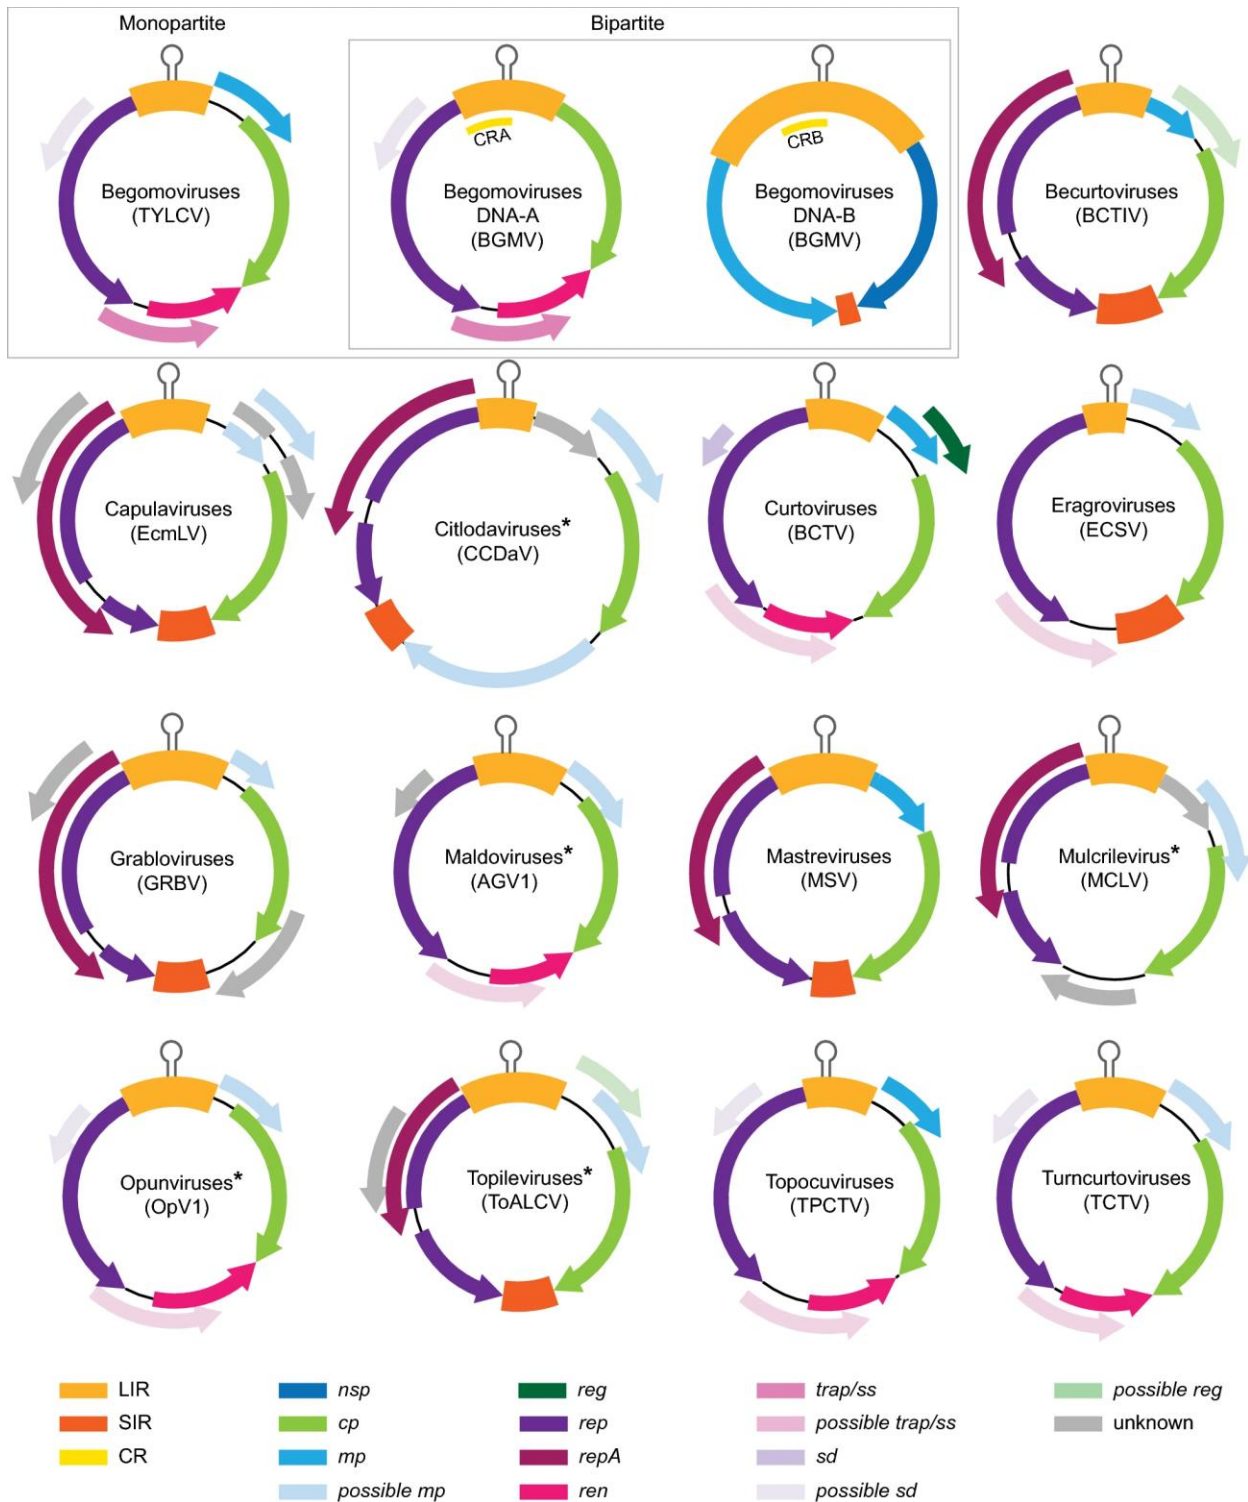 Monopartite
Bipartite
Begomoviruses
(TYLCV)
CRA
Begomoviruses
DNA-A
(BGMV)
CRB
Begomoviruses
DNA-B
(BGMV)
Becurtoviruses
(BCTIV)
Capulaviruses
(EcmLV)
Citlodaviruses*
(CCDaV)
Curtoviruses
(BCTV)
Eragroviruses
(ECSV)
Grabloviruses
(GRBV)
Maldoviruses*
(AGV1)
Mastreviruses
(MSV)
Mulcrilevirus*
(MCLV)
Opunviruses*
(OpV1)
Topileviruses*
(ToALCV)
Topocuviruses
(TPCTV)
Turncurtoviruses
(TCTV)
LIR
SIR
CR
nsp
cp
mp
possible mp
reg
rep
repA
ren
trap/ss
possible trap/ss
sd
possible sd
possible reg
unknown